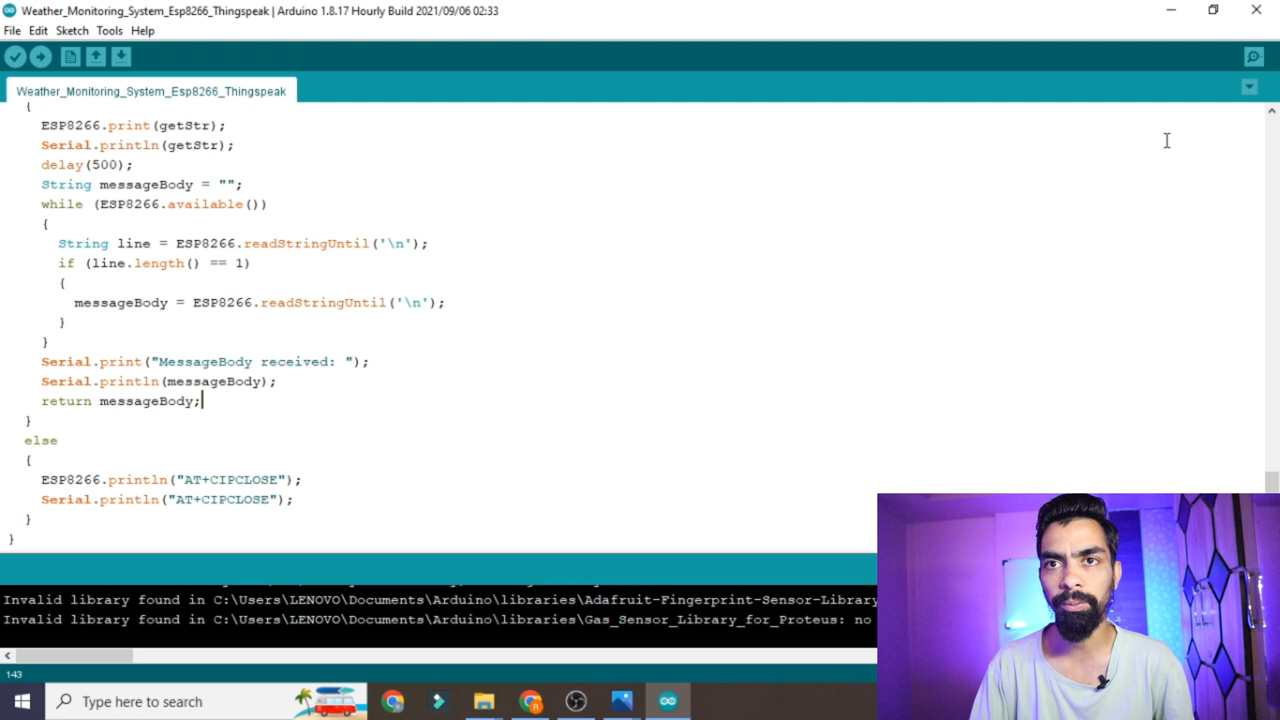 Weather_Monitoring_System_Esp8266_Thingspeak | Arduino 1.8.17 Hourly Build 2021/09/06 02:33
File Edit Sketch Tools Help
Weather_Monitoring_System_Esp8266_Thingspeak
{
ESP8266.print(getStr);
Serial.println(getStr);
delay(500);
String messageBody = "";
while (ESP8266.available())
{
String line = ESP8266.readStringUntil('\n');
if (line.length() == 1)
{
messageBody = ESP8266.readStringUntil('\n');
}
}
Serial.print("MessageBody received: ");
Serial.println(messageBody);
return messageBody;
}
else
{
ESP8266.println("AT+CIPCLOSE");
Serial.println("AT+CIPCLOSE");
}
}
Invalid library found in C:\Users\LENOVO\Documents\Arduino\libraries\Adafruit-Fingerprint-Sensor-Library
Invalid library found in C:\Users\LENOVO\Documents\Arduino\libraries\Gas_Sensor_Library_for_Proteus: no
143
Type here to search